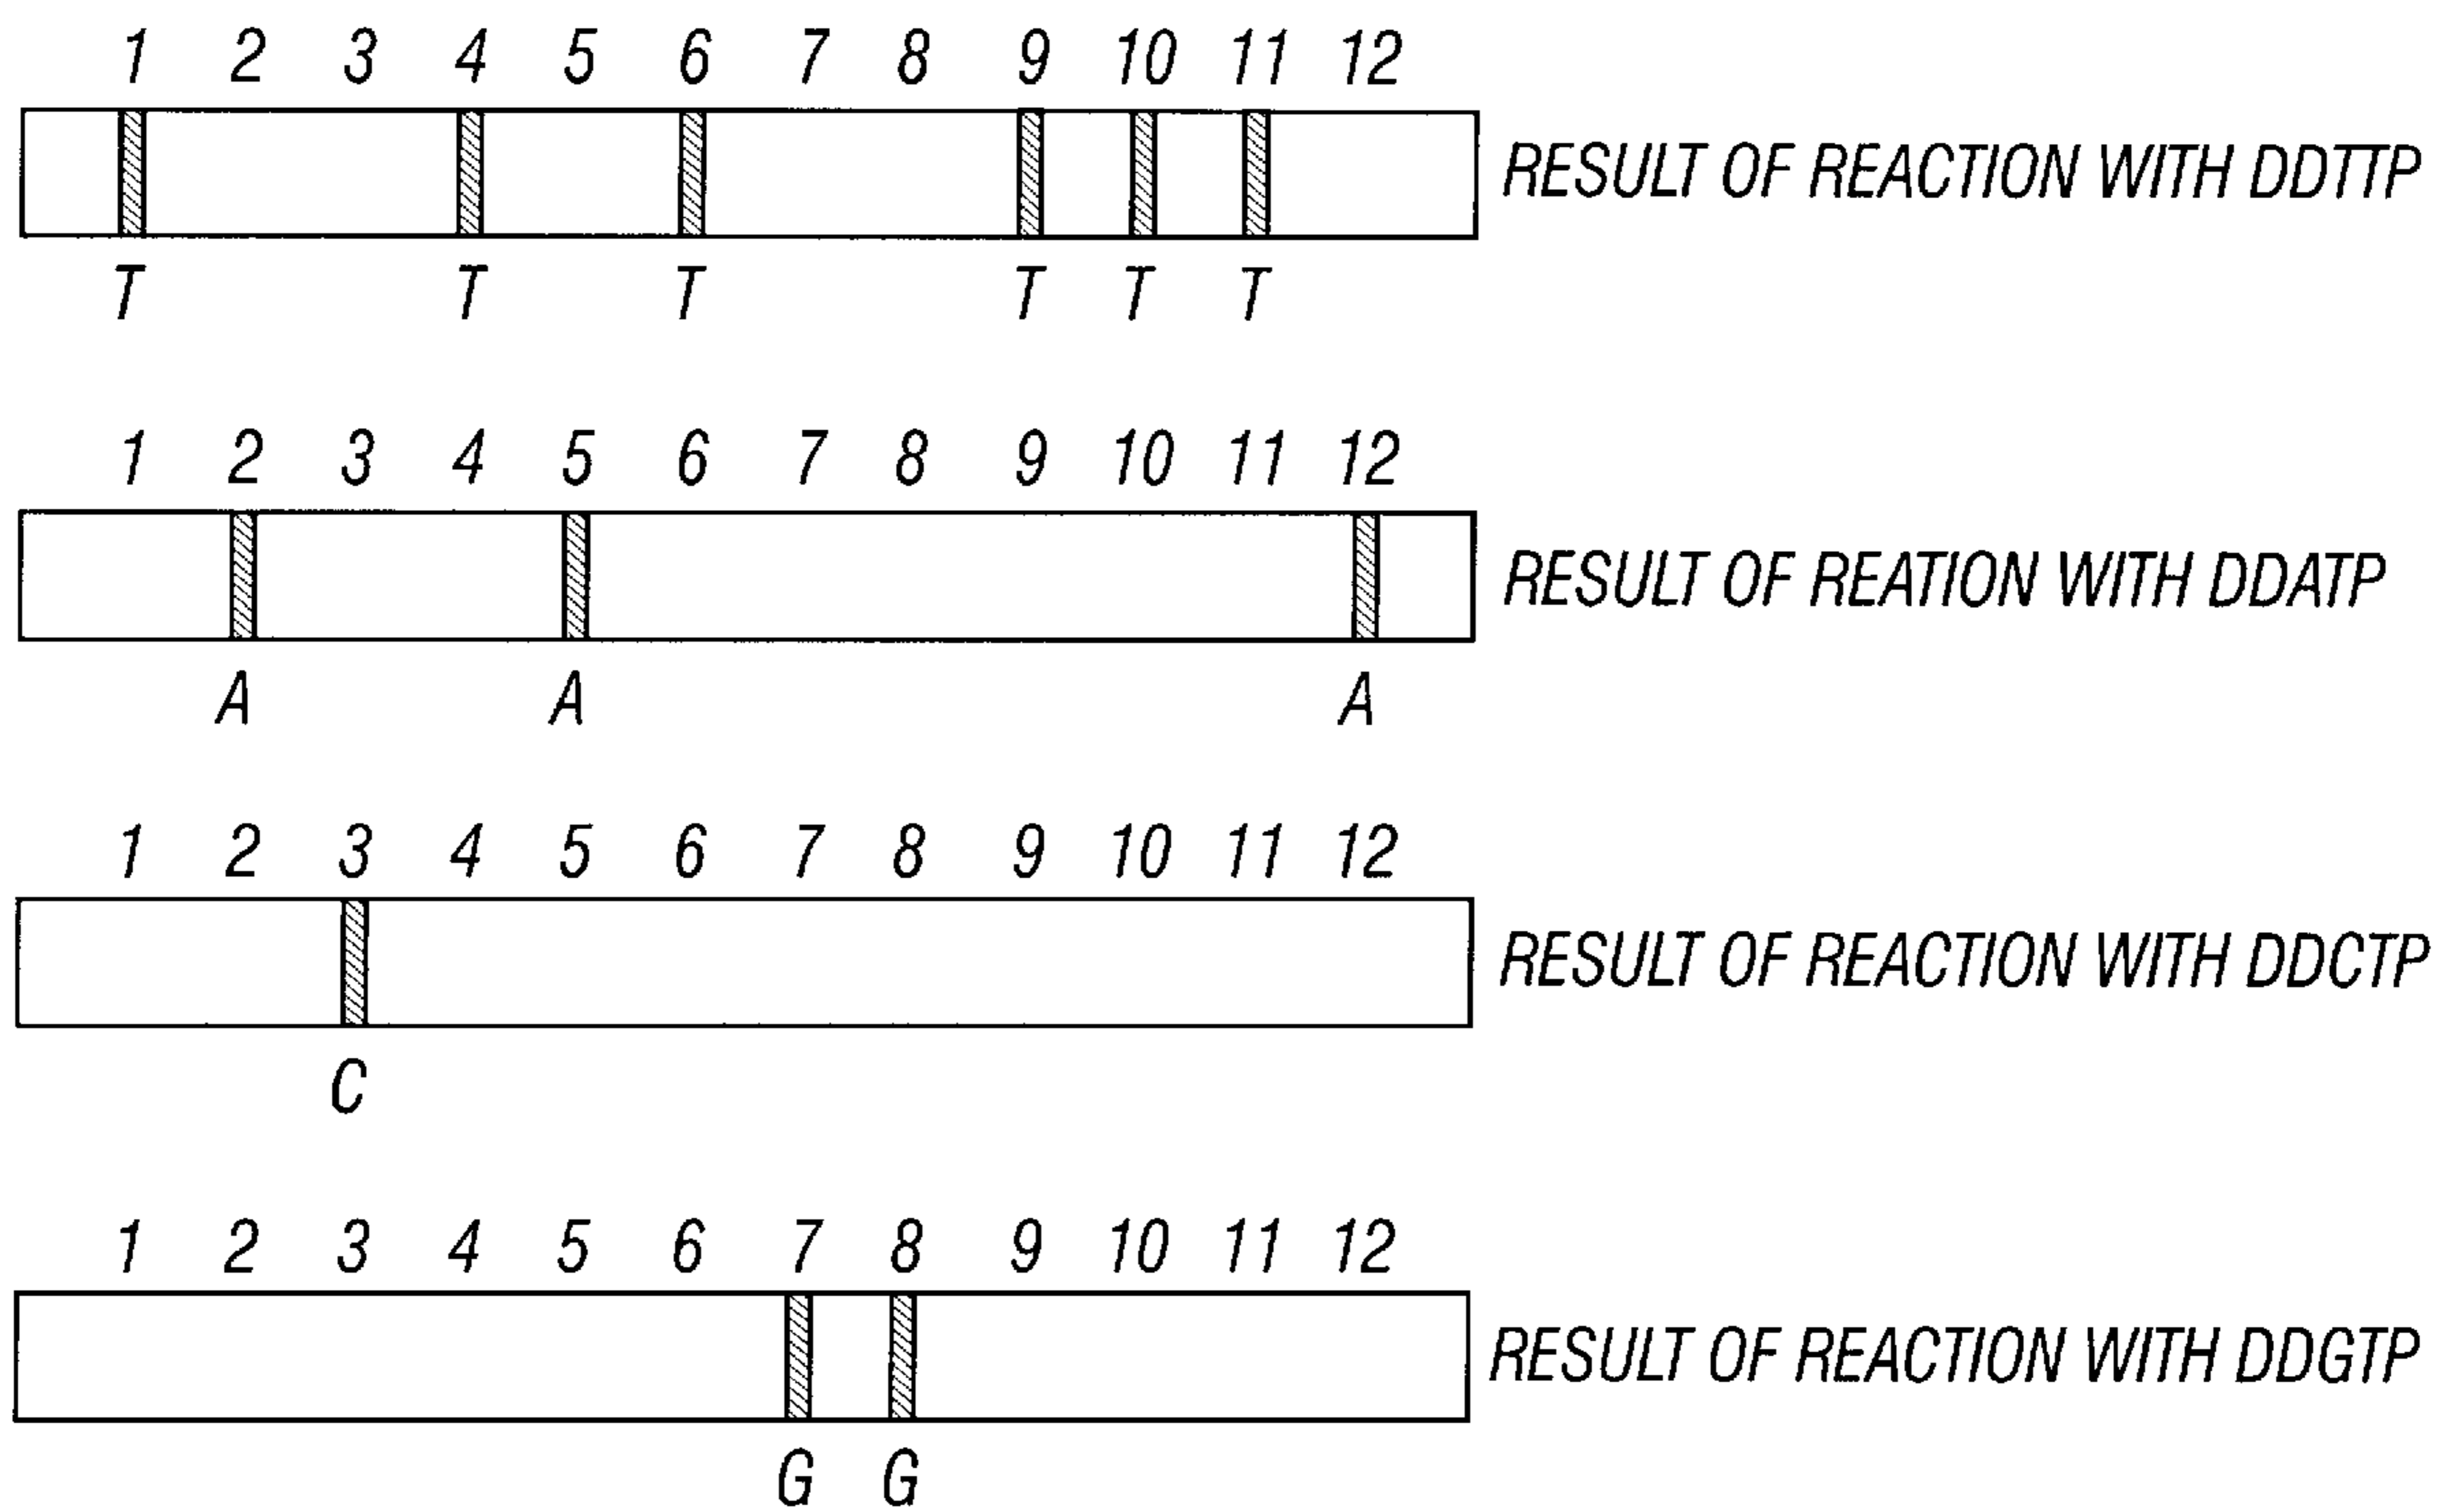 1 2 3 4 5 6 7 8 9 10 11 12
RESULT OF REACTION WITH DDTTP
T T T T T T
1 2 3 4 5 6 7 8 9 10 11 12
RESULT OF REATION WITH DDATP
A A A
1 2 3 4 5 6 7 8 9 10 11 12
RESULT OF REACTION WITH DDCTP
C
1 2 3 4 5 6 7 8 9 10 11 12
RESULT OF REACTION WITH DDGTP
G G